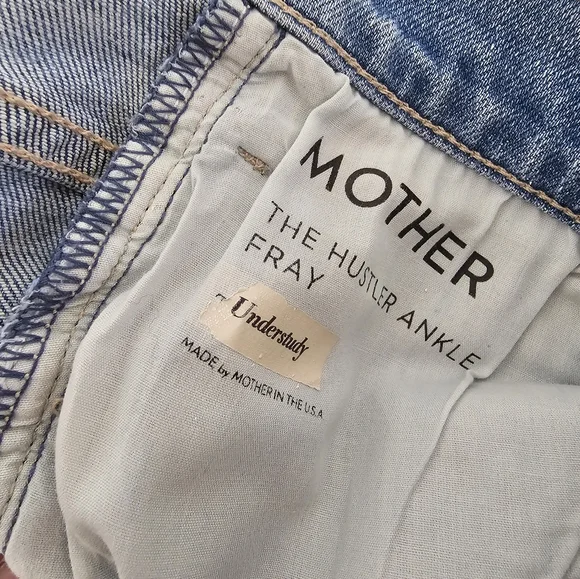 MOTHER
THE HUSTLER ANKLE
FRAY
Understudy
MADE by MOTHER IN THE U.S.A